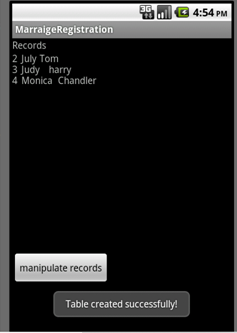 3G
4:54 PM
MarraigeRegistration
Records
2 July Tom
3 Judy harry
4 Monica Chandler
manipulate records
Table created successfully!